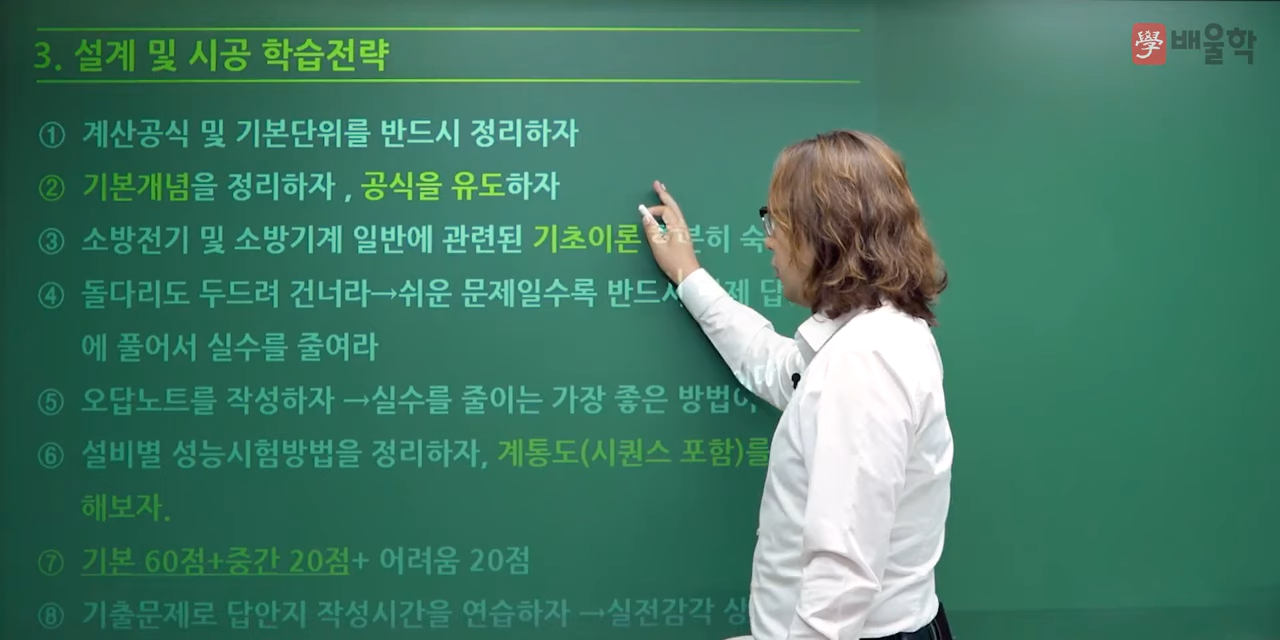 3. 설계 및 시공 학습전략
學 배울학
① 계산공식 및 기본단위를 반드시 정리하자
② 기본개념을 정리하자 , 공식을 유도하자
③ 소방전기 및 소방기계 일반에 관련된 기초이론
④ 돌다리도 두드려 건너라→쉬운 문제일수록 반드시
에 풀어서 실수를 줄여라
⑤ 오답노트를 작성하자 →실수를 줄이는 가장 좋은
⑥ 설비별 성능시험방법을 정리하자, 계통도(시퀀스 포함)를
해보자.
⑦ 기본 60점+중간 20점+ 어려움 20점
⑧ 기출문제로 답안지 작성시간을 연습하자 →실전감각